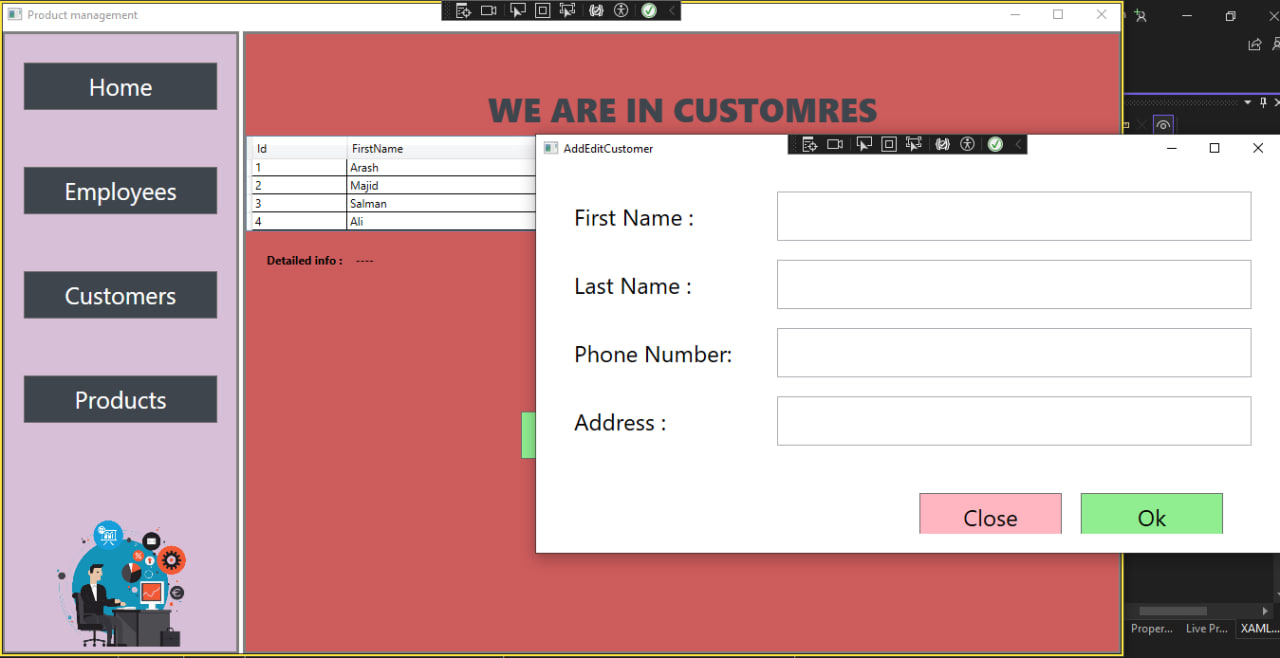 Product management
Home
Employees
Customers
Products
WE ARE IN CUSTOMRES
Id FirstName
1 Arash
2 Majid
3 Salman
4 Ali
Detailed info : ----
AddEditCustomer
First Name :
Last Name :
Phone Number:
Address :
Close Ok
Proper... Live Pr... XAML...